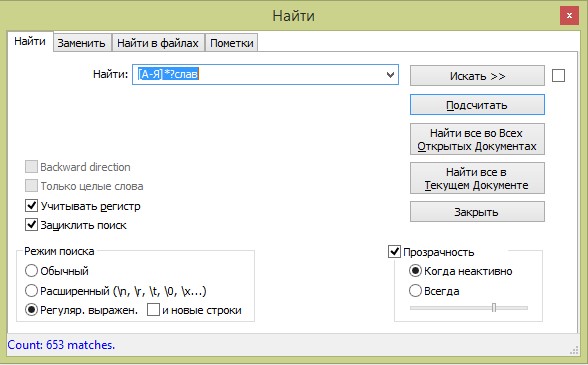 Найти
x
Найти
Заменить
Найти в файлах
Пометки
Найти:
[А-Я]*?слав
Искать >>
Подсчитать
Найти все во Всех
Открытых Документах
Найти все в
Текущем Документе
Закрыть
Backward direction
Только целые слова
Учитывать регистр
Зациклить поиск
Режим поиска
Обычный
Расширенный (\n, \r, \t, \0, \x...)
Регуляр. выражен.
и новые строки
Прозрачность
Когда неактивно
Всегда
Count: 653 matches.